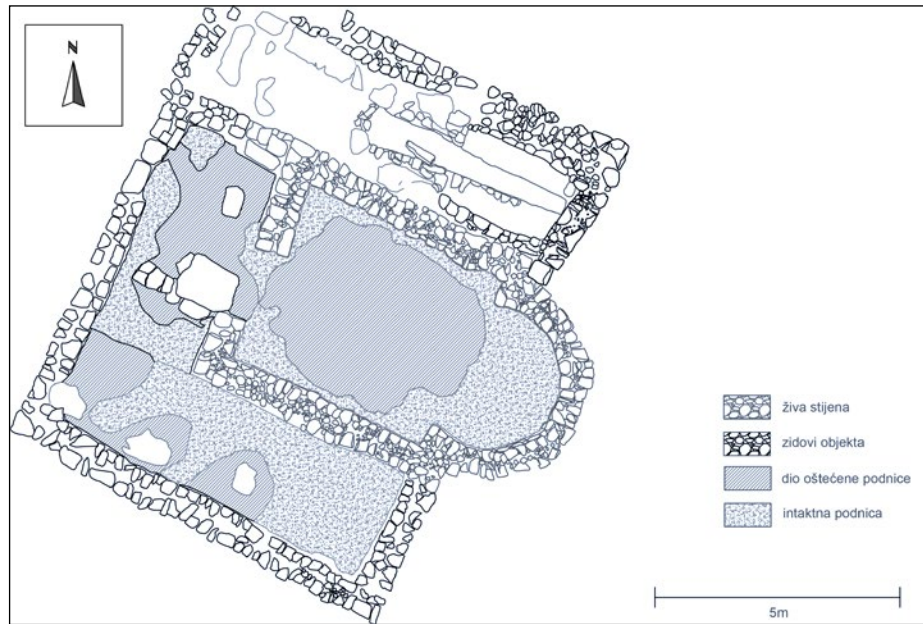 N
živa stijena
zidovi objekta
dio oštećene podnice
intaktna podnica
5m